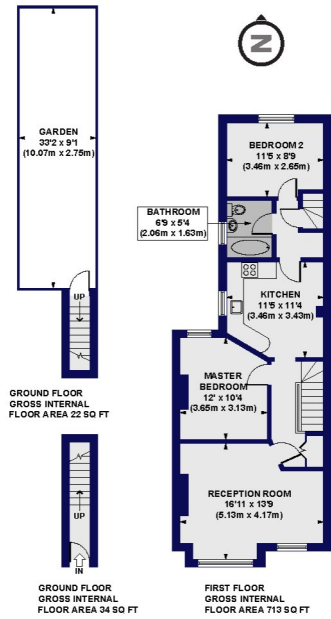 N
GARDEN
33'2 x 9'1
(10.07m x 2.75m)
UP
GROUND FLOOR
GROSS INTERNAL
FLOOR AREA 22 SQ FT
UP
IN
GROUND FLOOR
GROSS INTERNAL
FLOOR AREA 34 SQ FT
BEDROOM 2
11'5 x 8'9
(3.46m x 2.65m)
BATHROOM
6'9 x 5'4
(2.06m x 1.63m)
KITCHEN
11'5 x 11'4
(3.46m x 3.43m)
MASTER
BEDROOM
12' x 10'4
(3.65m x 3.13m)
RECEPTION ROOM
16'11 x 13'9
(5.13m x 4.17m)
FIRST FLOOR
GROSS INTERNAL
FLOOR AREA 713 SQ FT